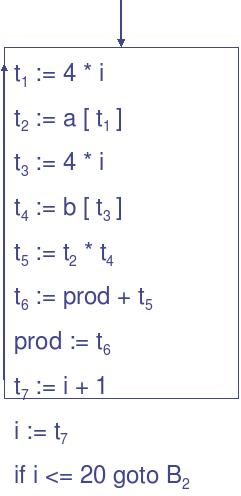 t₁ := 4 * i
t₂ := a [ t₁ ]
t₃ := 4 * i
t₄ := b [ t₃ ]
t₅ := t₂ * t₄
t₆ := prod + t₅
prod := t₆
t₇ := i + 1
i := t₇
if i <= 20 goto B₂